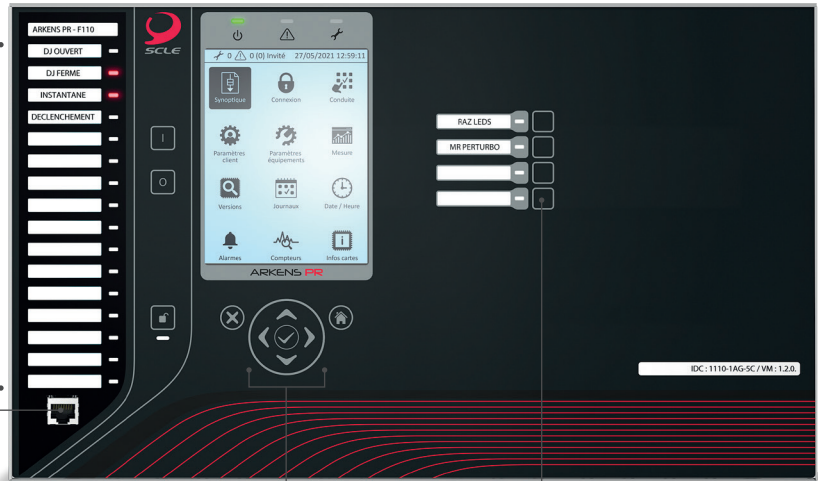 ARKENS PR - F110
DJ OUVERT
DJ FERME
INSTANTANE
DECLENCHEMENT
SCLE
I
O
0 0 (0) Invité 27/05/2021 12:59:11
Synoptique Connexion Conduite
Paramètres client Paramètres équipements Mesure
Versions Journaux Date / Heure
Alarmes Compteurs Infos cartes
ARKENS PR
RAZ LEDS
MR PERTURBO
IDC : 1110-1AG-5C / VM : 1.2.0.